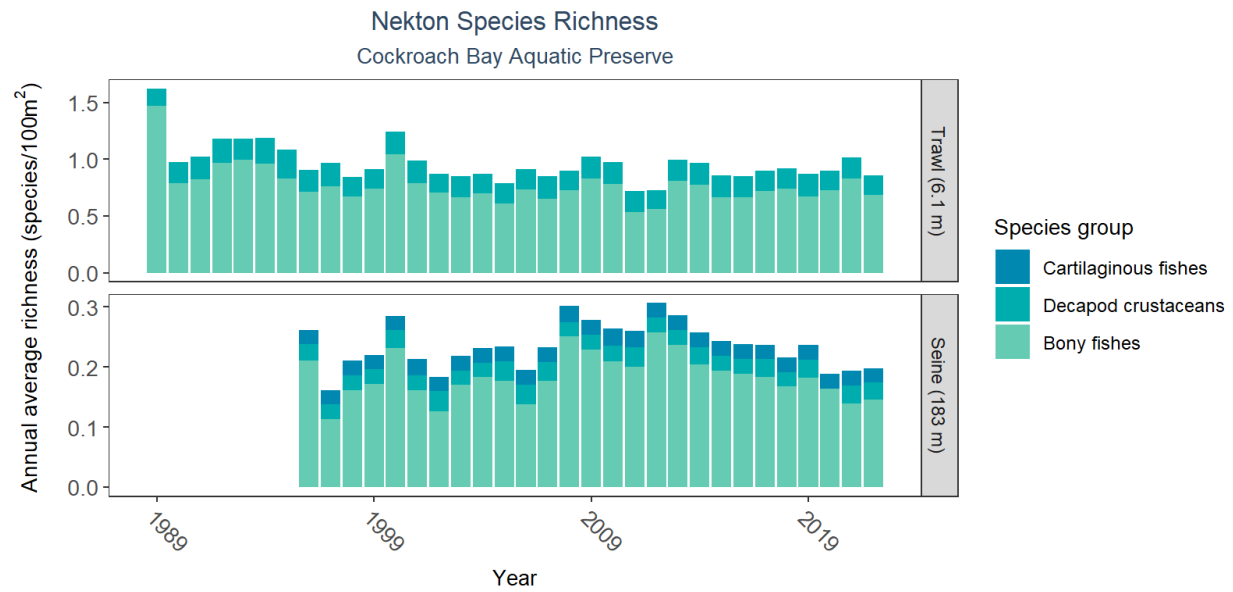 Nekton Species Richness
Cockroach Bay Aquatic Preserve
Annual average richness (species/100m²)
1.5
1.0
0.5
0.0
Trawl (6.1 m)
0.3
0.2
0.1
0.0
Seine (183 m)
1989
1999
2009
2019
Year
Species group
Cartilaginous fishes
Decapod crustaceans
Bony fishes